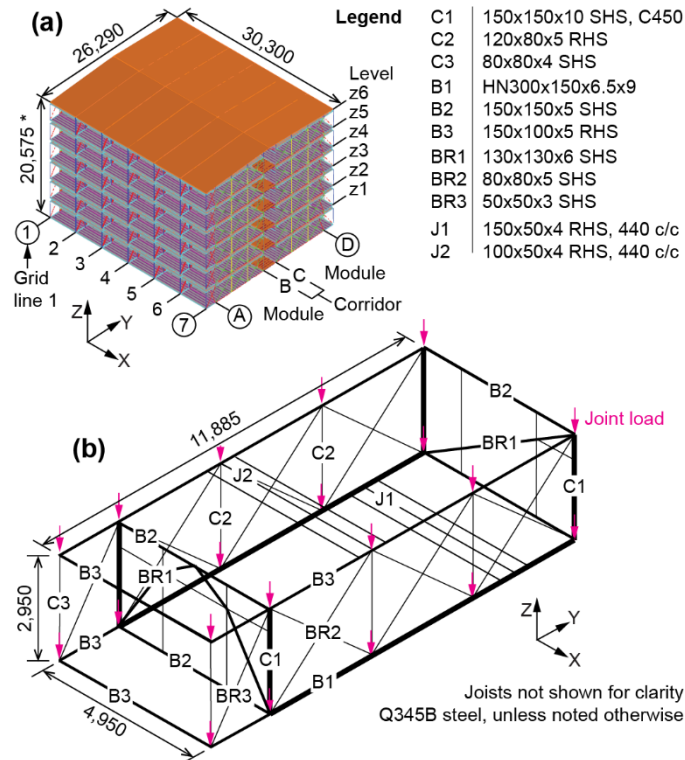 (a)
26,290
30,300
20,575 *
Level
z6
z5
z4
z3
z2
z1
1
2
3
4
5
6
7
A
B
C
D
Grid
line 1
Module
Corridor
Module
Z
Y
X
Legend
C1 150x150x10 SHS, C450
C2 120x80x5 RHS
C3 80x80x4 SHS
B1 HN300x150x6.5x9
B2 150x150x5 SHS
B3 150x100x5 RHS
BR1 130x130x6 SHS
BR2 80x80x5 SHS
BR3 50x50x3 SHS
J1 150x50x4 RHS, 440 c/c
J2 100x50x4 RHS, 440 c/c
(b)
11,885
B2
Joint load
BR1
C2
C1
J2
J1
C2
B2
B3
BR1
B3
2,950
C3
B3
B2
C1
BR2
B1
BR3
B3
4,950
Z
Y
X
Joists not shown for clarity
Q345B steel, unless noted otherwise